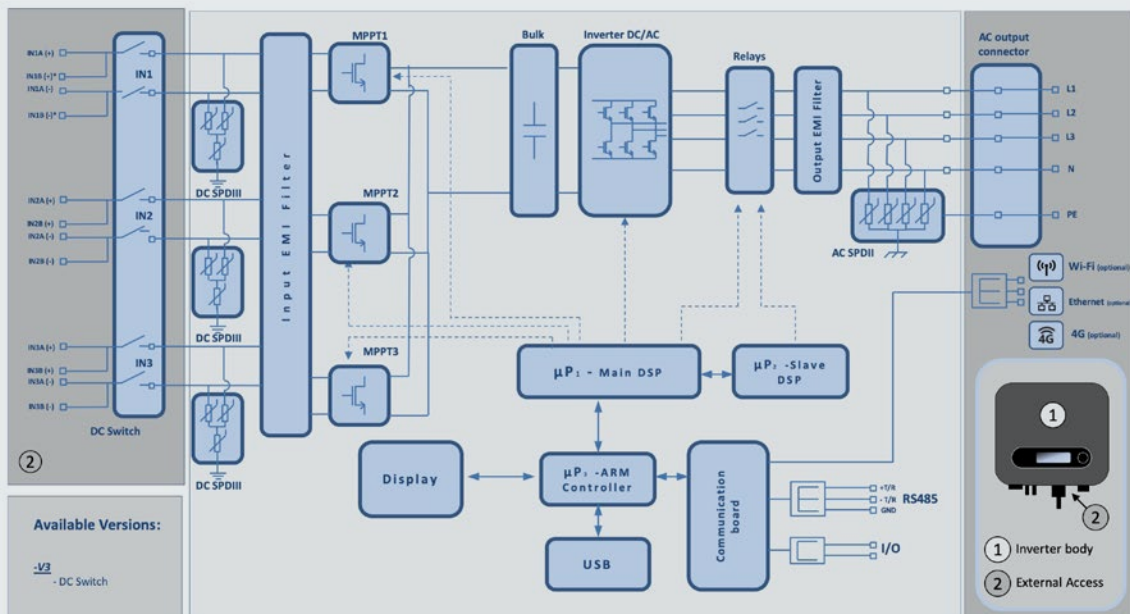 IN1A (+)
IN1B (+)*
IN1A (-)
IN1B (-)*
IN1
IN2A (+)
IN2B (+)
IN2A (-)
IN2B (-)
IN2
IN3A (+)
IN3B (+)
IN3A (-)
IN3B (-)
IN3
DC Switch
2
DC SPDIII
DC SPDIII
DC SPDIII
Input EMI Filter
MPPT1
MPPT2
MPPT3
Bulk
Inverter DC/AC
Relays
Output EMI Filter
AC SPDII
AC output
connector
L1
L2
L3
N
PE
Wi-Fi (optional)
Ethernet (optional)
4G
4G (optional)
µP1 - Main DSP
µP2 -Slave
DSP
Display
µP3 -ARM
Controller
USB
Communication
board
+T/R
- T/R
GND
RS485
I/O
Available Versions:
-V3
- DC Switch
1
2
1 Inverter body
2 External Access